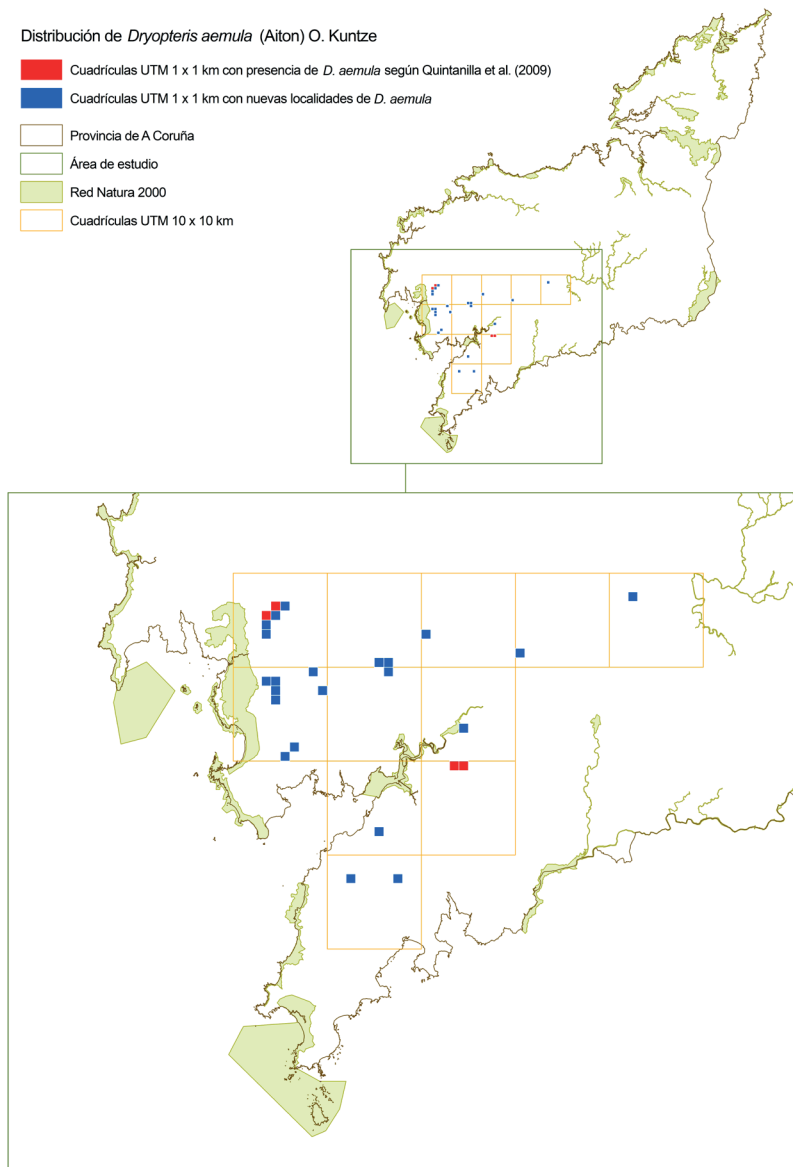 Distribución de Dryopteris aemula (Aiton) O. Kuntze
Cuadrículas UTM 1 x 1 km con presencia de D. aemula según Quintanilla et al. (2009)
Cuadrículas UTM 1 x 1 km con nuevas localidades de D. aemula
Provincia de A Coruña
Área de estudio
Red Natura 2000
Cuadrículas UTM 10 x 10 km